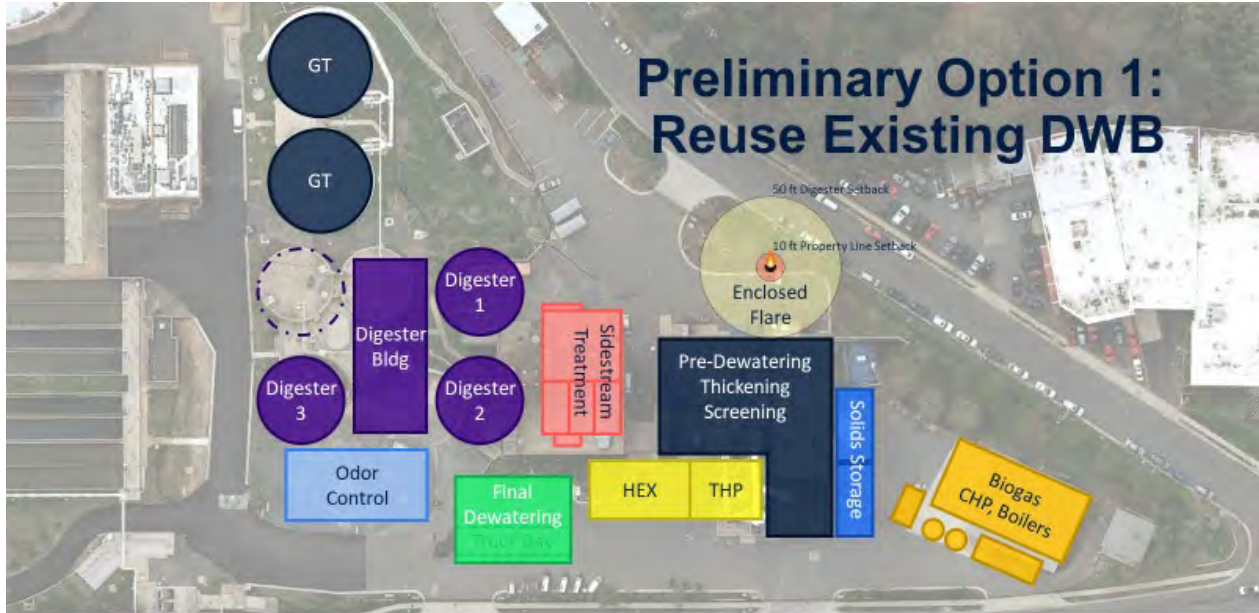 Preliminary Option 1:
Reuse Existing DWB
GT
GT
50 ft Digester Setback
10 ft Property Line Setback
Enclosed
Flare
Digester
1
Digester
Bldg
Digester
2
Digester
3
Sidestream
Treatment
Pre-Dewatering
Thickening
Screening
Solids Storage
Odor
Control
Final
Dewatering
Truck Bay
HEX
THP
Biogas
CHP, Boilers